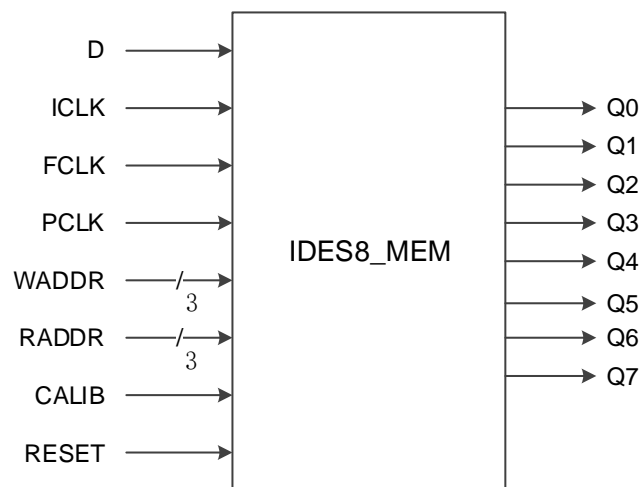 D
ICLK
FCLK
PCLK
WADDR
/
3
RADDR
/
3
CALIB
RESET
IDES8_MEM
Q0
Q1
Q2
Q3
Q4
Q5
Q6
Q7